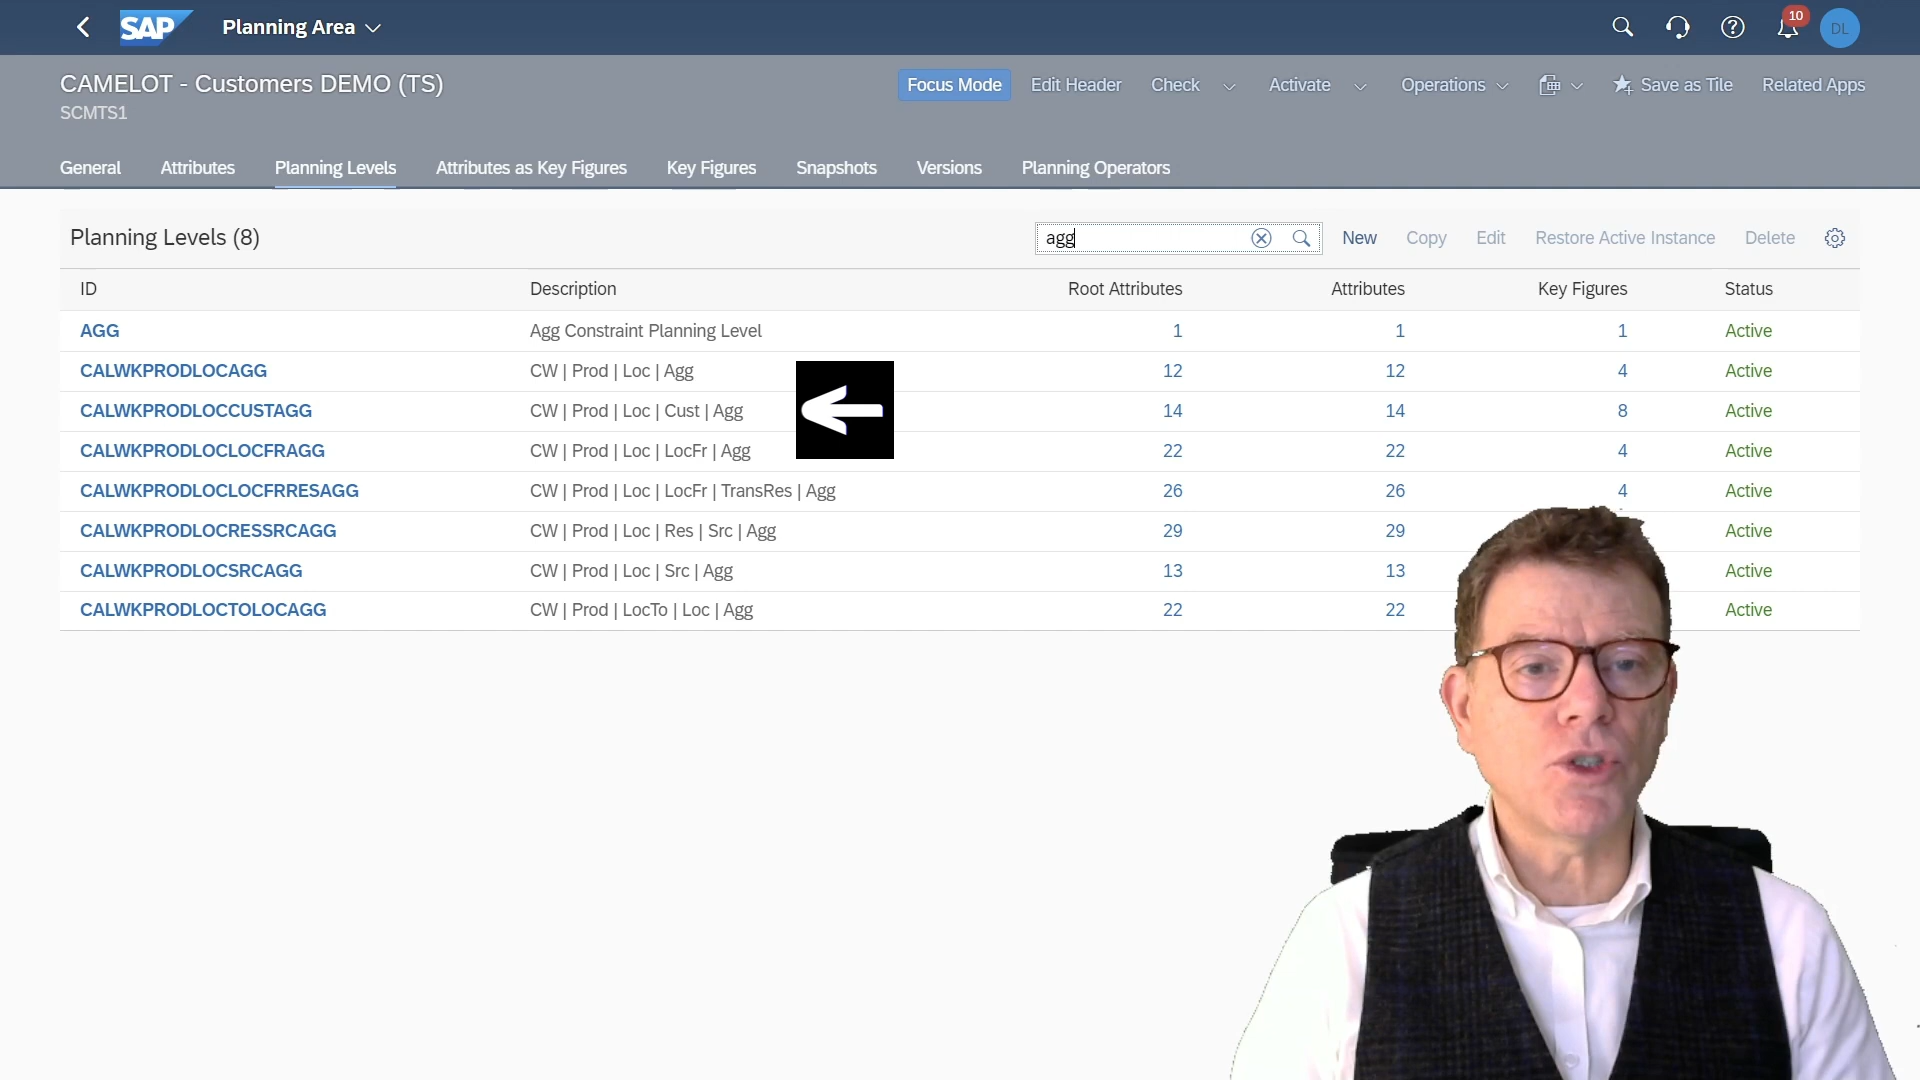 SAP Planning Area 10 DL
CAMELOT - Customers DEMO (TS)
SCMTS1
Focus Mode Edit Header Check Activate Operations Save as Tile Related Apps
General Attributes Planning Levels Attributes as Key Figures Key Figures Snapshots Versions Planning Operators
Planning Levels (8) agg New Copy Edit Restore Active Instance Delete
ID Description Root Attributes Attributes Key Figures Status
AGG Agg Constraint Planning Level 1 1 1 Active
CALWKPRODLOCAGG CW | Prod | Loc | Agg 12 12 4 Active
CALWKPRODLOCCUSTAGG CW | Prod | Loc | Cust | Agg 14 14 8 Active
CALWKPRODLOCLOCFRAGG CW | Prod | Loc | LocFr | Agg 22 22 4 Active
CALWKPRODLOCLOCFRRESAGG CW | Prod | Loc | LocFr | TransRes | Agg 26 26 4 Active
CALWKPRODLOCRESSRCAGG CW | Prod | Loc | Res | Src | Agg 29 29 Active
CALWKPRODLOCSRCAGG CW | Prod | Loc | Src | Agg 13 13 Active
CALWKPRODLOCTOLOCAGG CW | Prod | LocTo | Loc | Agg 22 22 Active